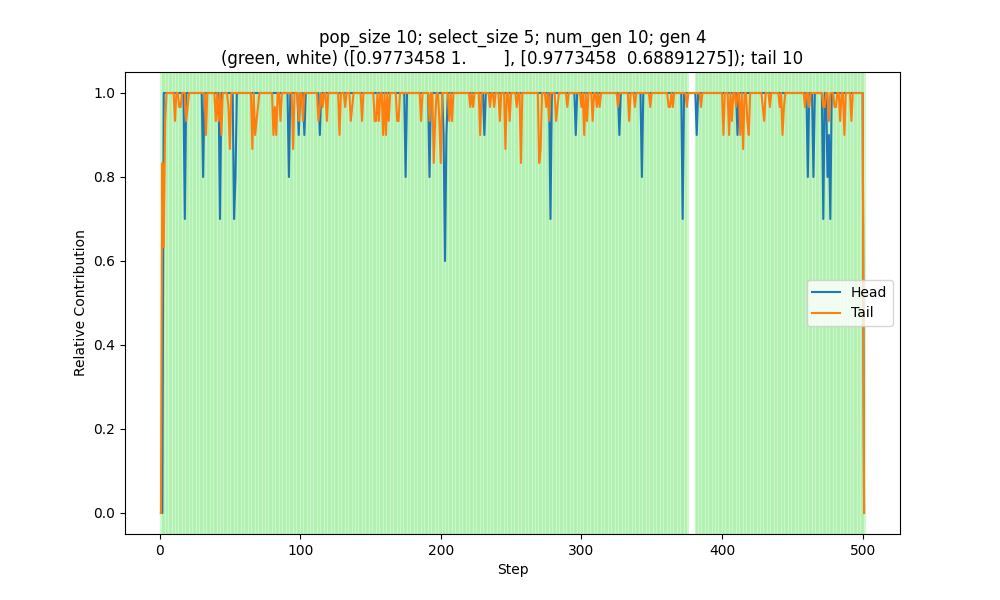 pop_size 10; select_size 5; num_gen 10; gen 4
(green, white) ([0.9773458 1.       ], [0.9773458  0.68891275]); tail 10
1.0
0.8
0.6
0.4
0.2
0.0
Relative Contribution
Head
Tail
0 100 200 300 400 500
Step